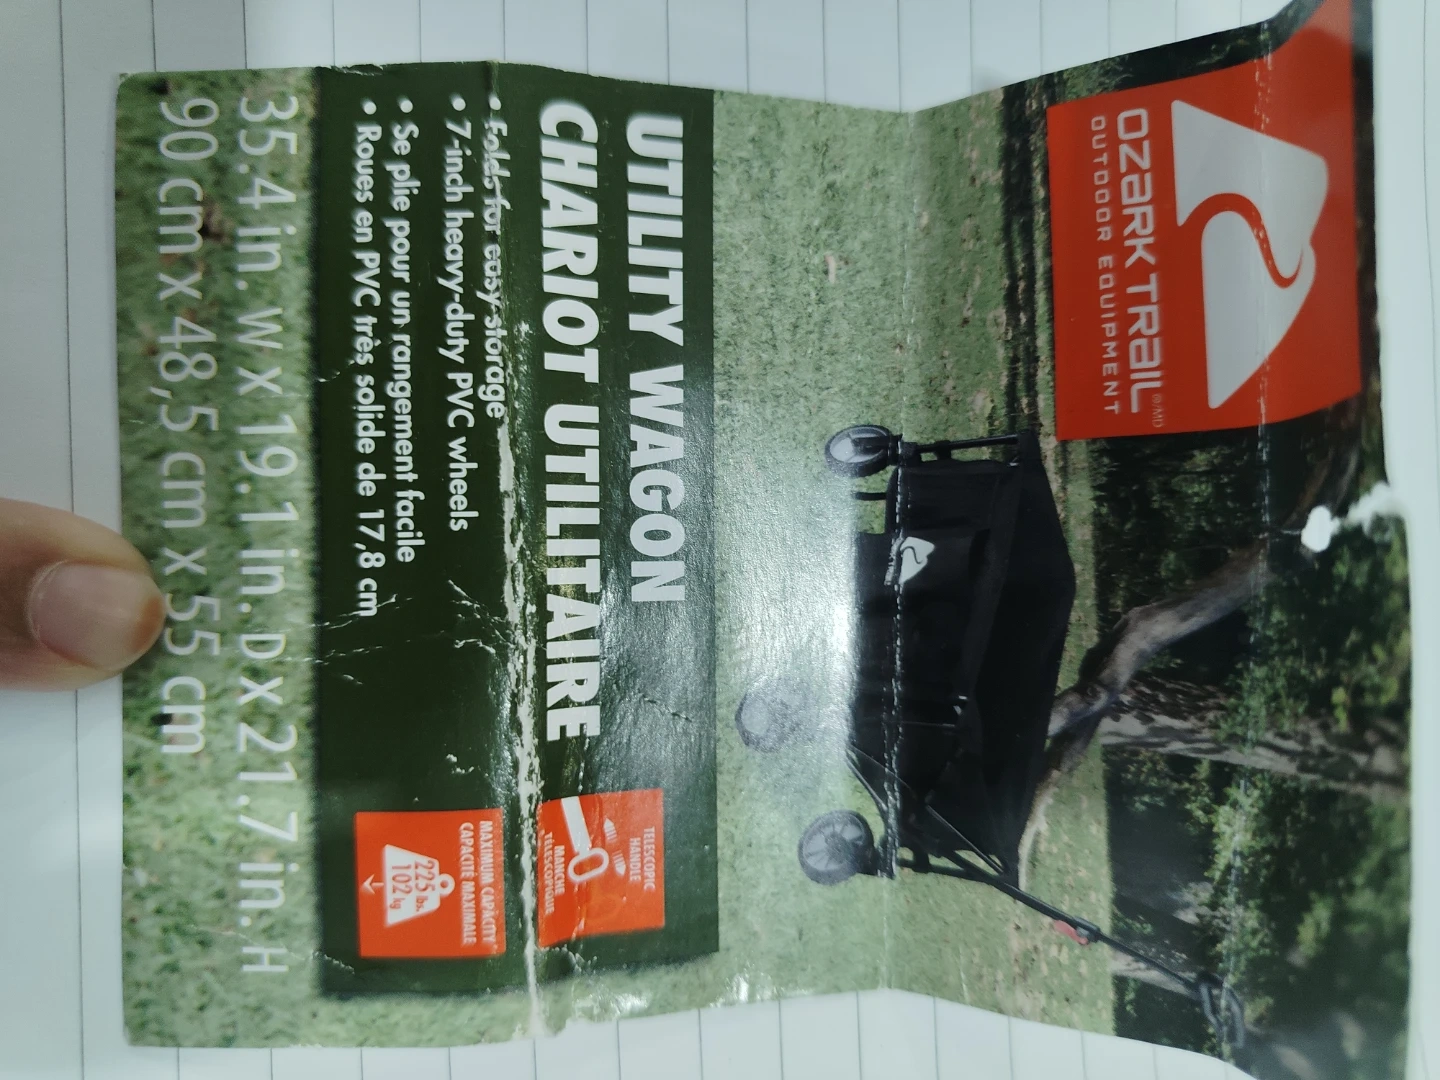 OZARK TRAIL®/MD
OUTDOOR EQUIPMENT
UTILITY WAGON
CHARIOT UTILITAIRE
• Folds for easy storage
• 7-inch heavy-duty PVC wheels
• Se plie pour un rangement facile
• Roues en PVC très solide de 17,8 cm
TELESCOPIC
HANDLE
MANCHE
TÉLESCOPIQUE
MAXIMUM CAPACITY
CAPACITÉ MAXIMALE
225 lbs.
102 kg
35.4 in. W x 19.1 in. D x 21.7 in. H
90 cm x 48,5 cm x 55 cm